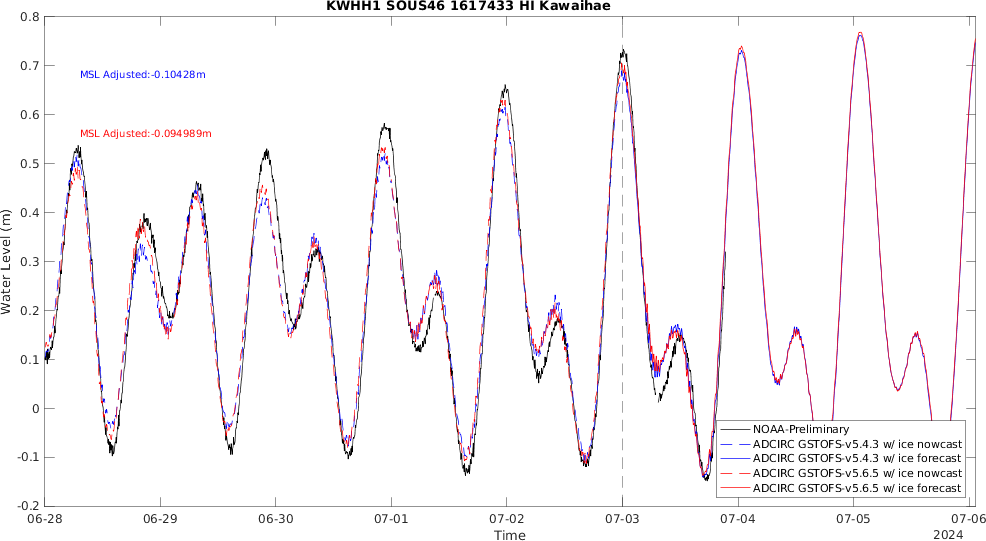 KWHH1 SOUS46 1617433 HI Kawaihae
0.8
0.7
0.6
0.5
0.4
0.3
0.2
0.1
0
-0.1
-0.2
Water Level (m)
MSL Adjusted:-0.10428m
MSL Adjusted:-0.094989m
NOAA-Preliminary
ADCIRC GSTOFS-v5.4.3 w/ ice nowcast
ADCIRC GSTOFS-v5.4.3 w/ ice forecast
ADCIRC GSTOFS-v5.6.5 w/ ice nowcast
ADCIRC GSTOFS-v5.6.5 w/ ice forecast
06-28 06-29 06-30 07-01 07-02 07-03 07-04 07-05 07-06
Time
2024